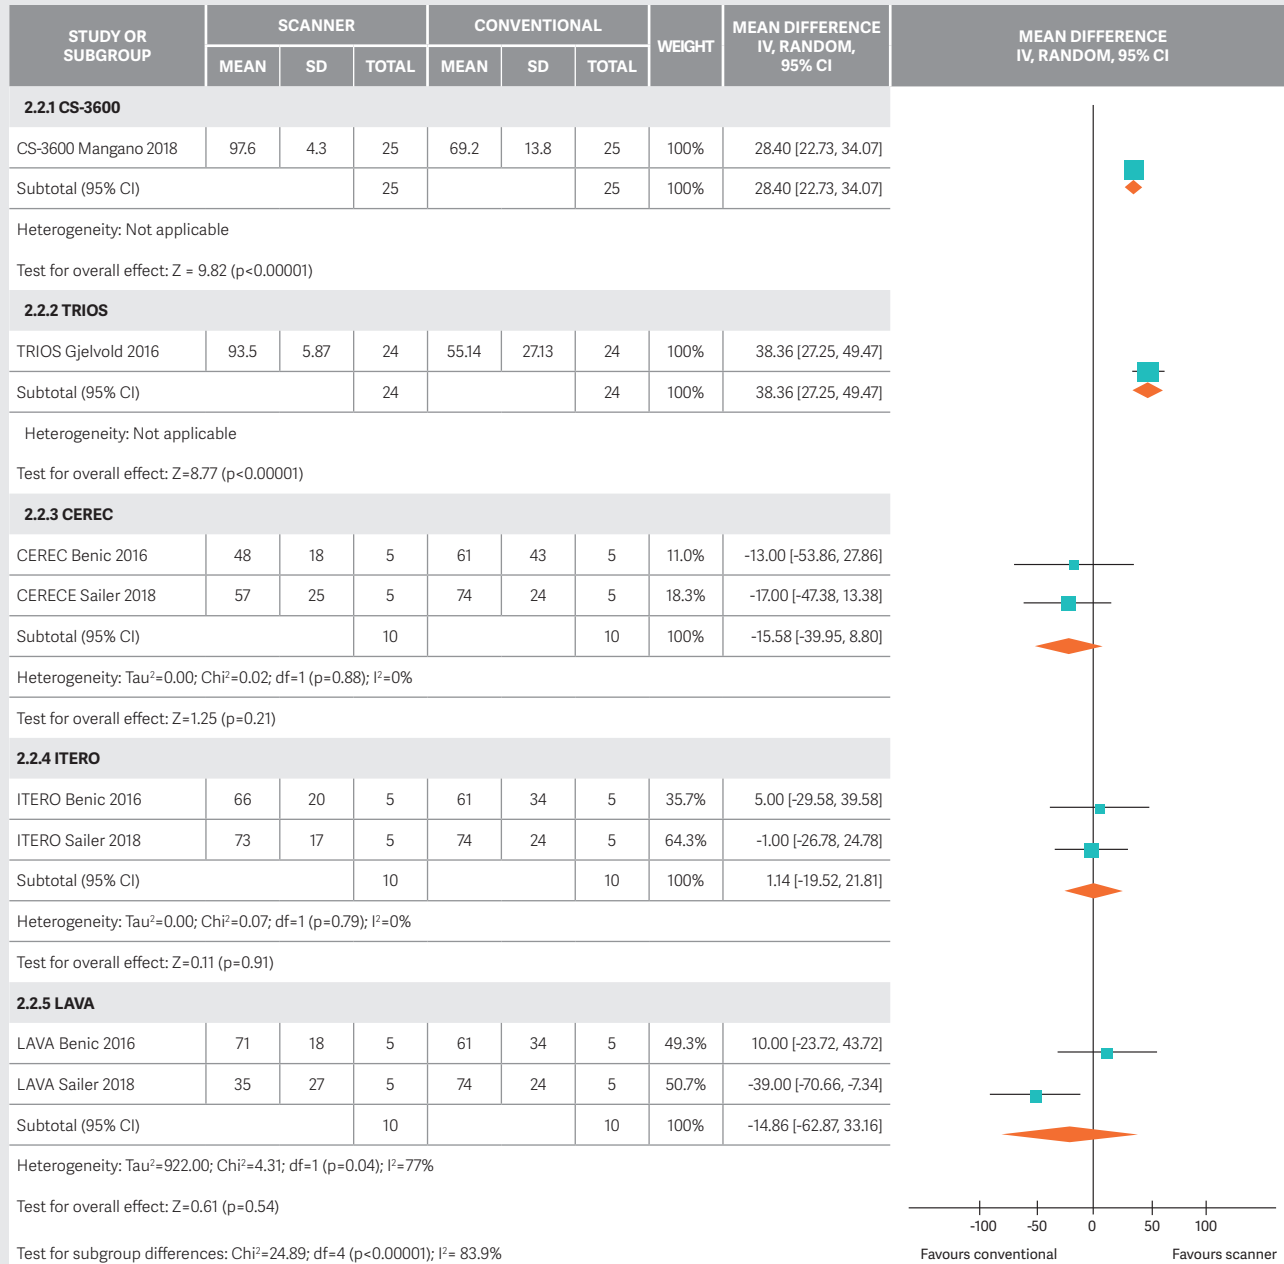 STUDY OR SUBGROUP SCANNER CONVENTIONAL WEIGHT MEAN DIFFERENCE IV, RANDOM, 95% CI MEAN DIFFERENCE IV, RANDOM, 95% CI
MEAN SD TOTAL MEAN SD TOTAL
2.2.1 CS-3600
CS-3600 Mangano 2018 97.6 4.3 25 69.2 13.8 25 100% 28.40 [22.73, 34.07]
Subtotal (95% CI) 25 25 100% 28.40 [22.73, 34.07]
Heterogeneity: Not applicable
Test for overall effect: Z = 9.82 (p<0.00001)
2.2.2 TRIOS
TRIOS Gjelvold 2016 93.5 5.87 24 55.14 27.13 24 100% 38.36 [27.25, 49.47]
Subtotal (95% CI) 24 24 100% 38.36 [27.25, 49.47]
Heterogeneity: Not applicable
Test for overall effect: Z=8.77 (p<0.00001)
2.2.3 CEREC
CEREC Benic 2016 48 18 5 61 43 5 11.0% -13.00 [-53.86, 27.86]
CERECE Sailer 2018 57 25 5 74 24 5 18.3% -17.00 [-47.38, 13.38]
Subtotal (95% CI) 10 10 100% -15.58 [-39.95, 8.80]
Heterogeneity: Tau²=0.00; Chi²=0.02; df=1 (p=0.88); I²=0%
Test for overall effect: Z=1.25 (p=0.21)
2.2.4 ITERO
ITERO Benic 2016 66 20 5 61 34 5 35.7% 5.00 [-29.58, 39.58]
ITERO Sailer 2018 73 17 5 74 24 5 64.3% -1.00 [-26.78, 24.78]
Subtotal (95% CI) 10 10 100% 1.14 [-19.52, 21.81]
Heterogeneity: Tau²=0.00; Chi²=0.07; df=1 (p=0.79); I²=0%
Test for overall effect: Z=0.11 (p=0.91)
2.2.5 LAVA
LAVA Benic 2016 71 18 5 61 34 5 49.3% 10.00 [-23.72, 43.72]
LAVA Sailer 2018 35 27 5 74 24 5 50.7% -39.00 [-70.66, -7.34]
Subtotal (95% CI) 10 10 100% -14.86 [-62.87, 33.16]
Heterogeneity: Tau²=922.00; Chi²=4.31; df=1 (p=0.04); I²=77%
Test for overall effect: Z=0.61 (p=0.54)
-100 -50 0 50 100
Test for subgroup differences: Chi²=24.89; df=4 (p<0.00001); I²= 83.9%
Favours conventional Favours scanner